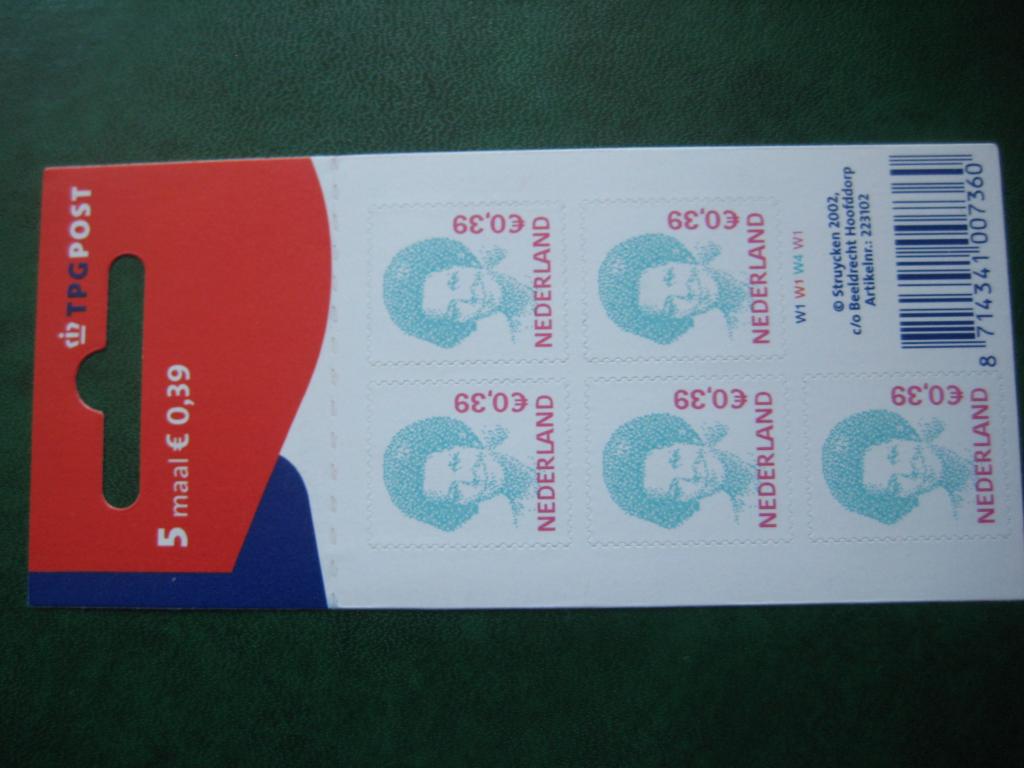 TPGPOST
5 maal € 0,39
€0,39
NEDERLAND
€0,39
NEDERLAND
€0,39
NEDERLAND
€0,39
NEDERLAND
€0,39
NEDERLAND
W1 W1 W4 W1
© Struycken 2002,
c/o Beeldrecht Hoofddorp
Artikelnr.: 223102
8 714341 007360